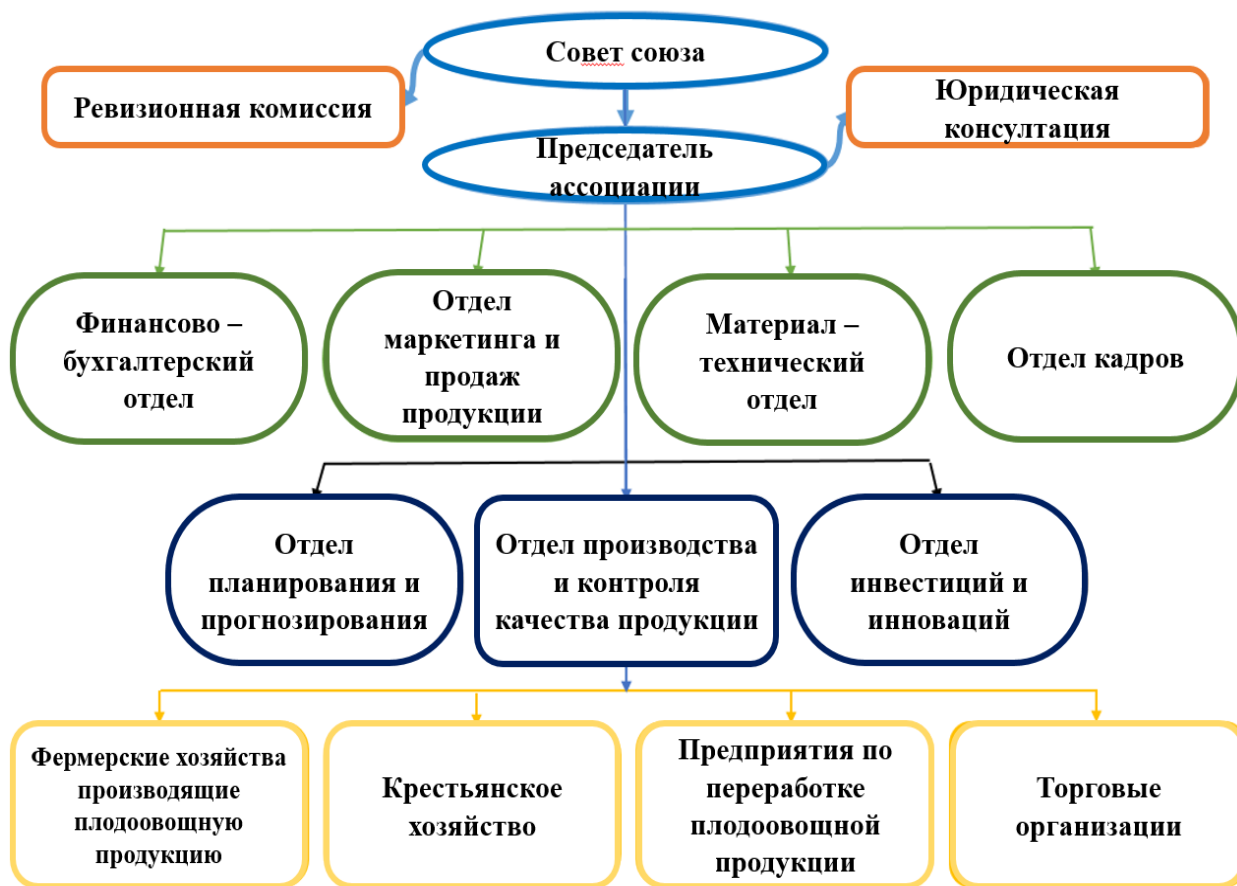 Совет союза
Ревизионная комиссия
Юридическая
консультация
Председатель
ассоциации
Финансово –
бухгалтерский
отдел
Отдел
маркетинга и
продаж
продукции
Материал –
технический
отдел
Отдел кадров
Отдел
планирования и
прогнозирования
Отдел производства
и контроля
качества продукции
Отдел
инвестиций и
инноваций
Фермерские хозяйства
производящие
плодоовощную
продукцию
Крестьянское
хозяйство
Предприятия по
переработке
плодоовощной
продукции
Торговые
организации